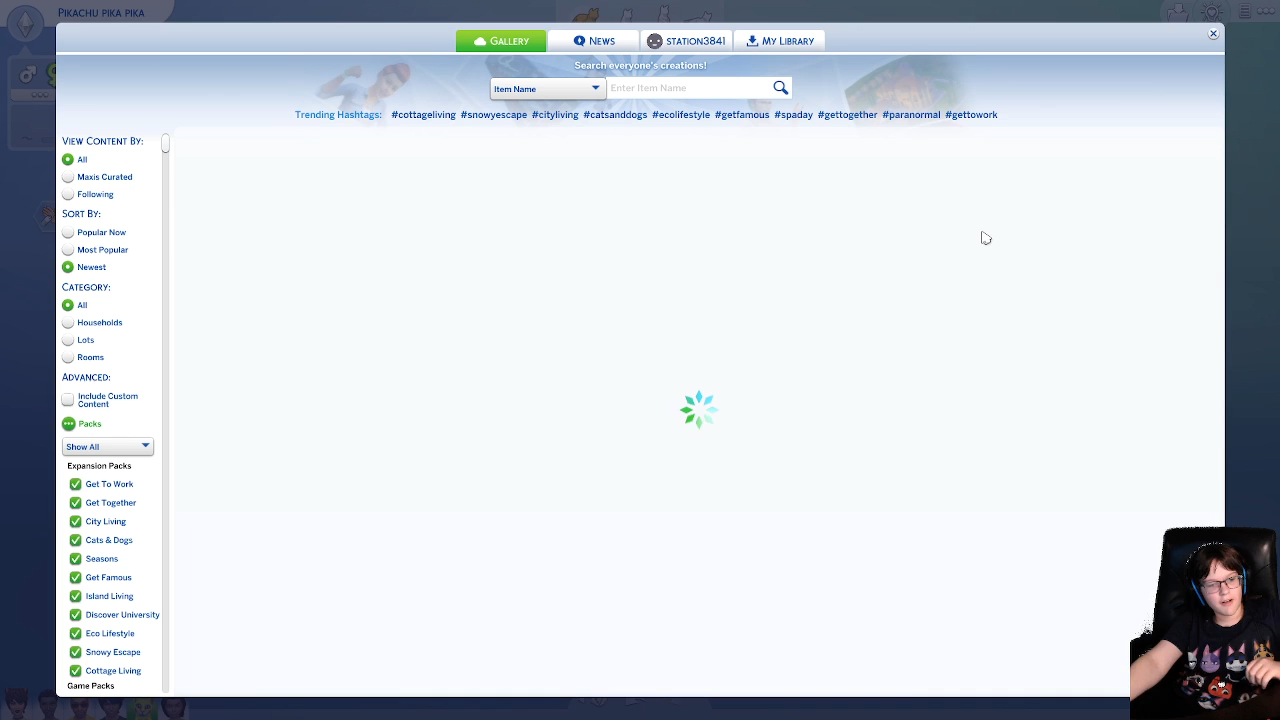 Pikachu pika pika
Gallery
News
STATION3841
My Library
Search everyone's creations!
Item Name
Enter Item Name
Trending Hashtags: #cottageliving #snowyescape #cityliving #catsanddogs #ecolifestyle #getfamous #spaday #gettogether #paranormal #gettowork
View Content By:
All
Maxis Curated
Following
Sort By:
Popular Now
Most Popular
Newest
Category:
All
Households
Lots
Rooms
Advanced:
Include Custom
Content
Packs
Show All
Expansion Packs
Get To Work
Get Together
City Living
Cats & Dogs
Seasons
Get Famous
Island Living
Discover University
Eco Lifestyle
Snowy Escape
Cottage Living
Game Packs